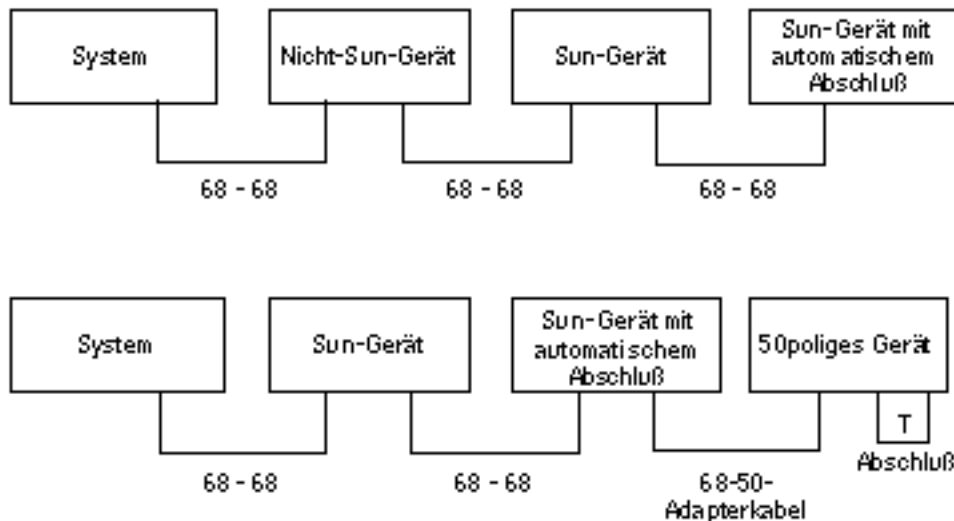 System
Nicht-Sun-Gerät
Sun-Gerät
Sun-Gerät mit
automatischem
Abschluß
68 - 68
68 - 68
68 - 68
System
Sun-Gerät
Sun-Gerät mit
automatischem
Abschluß
50poliges Gerät
T
Abschluß
68 - 68
68 - 68
68-50-
Adapterkabel